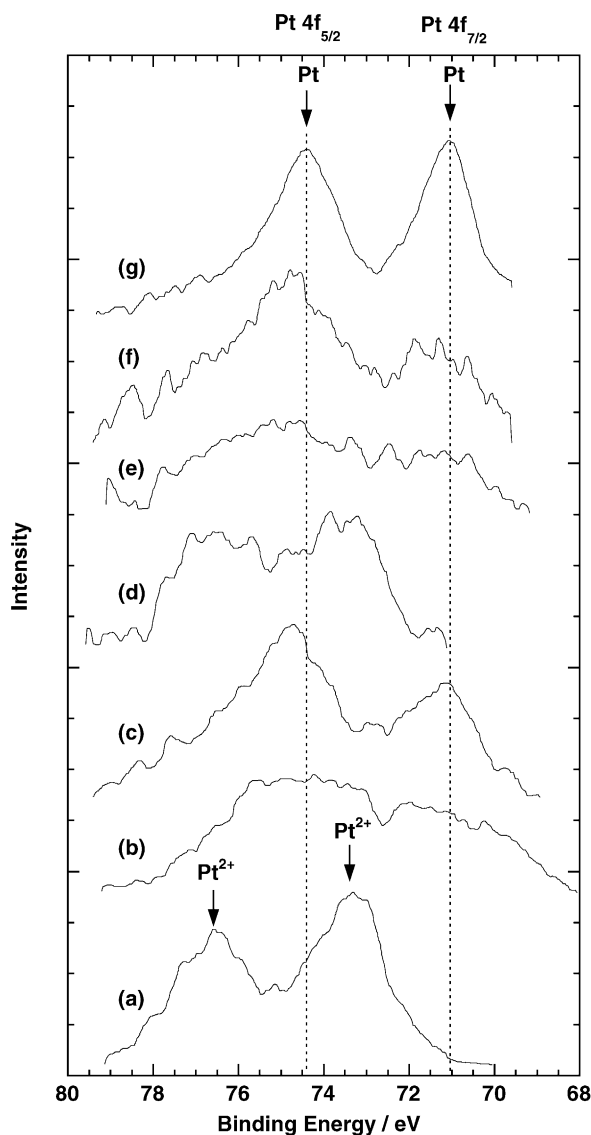 Pt 4f5/2 Pt 4f7/2
Pt Pt
(g)
(f)
(e)
(d)
(c)
(b)
Pt2+
Pt2+
(a)
Intensity
80 78 76 74 72 70 68
Binding Energy / eV